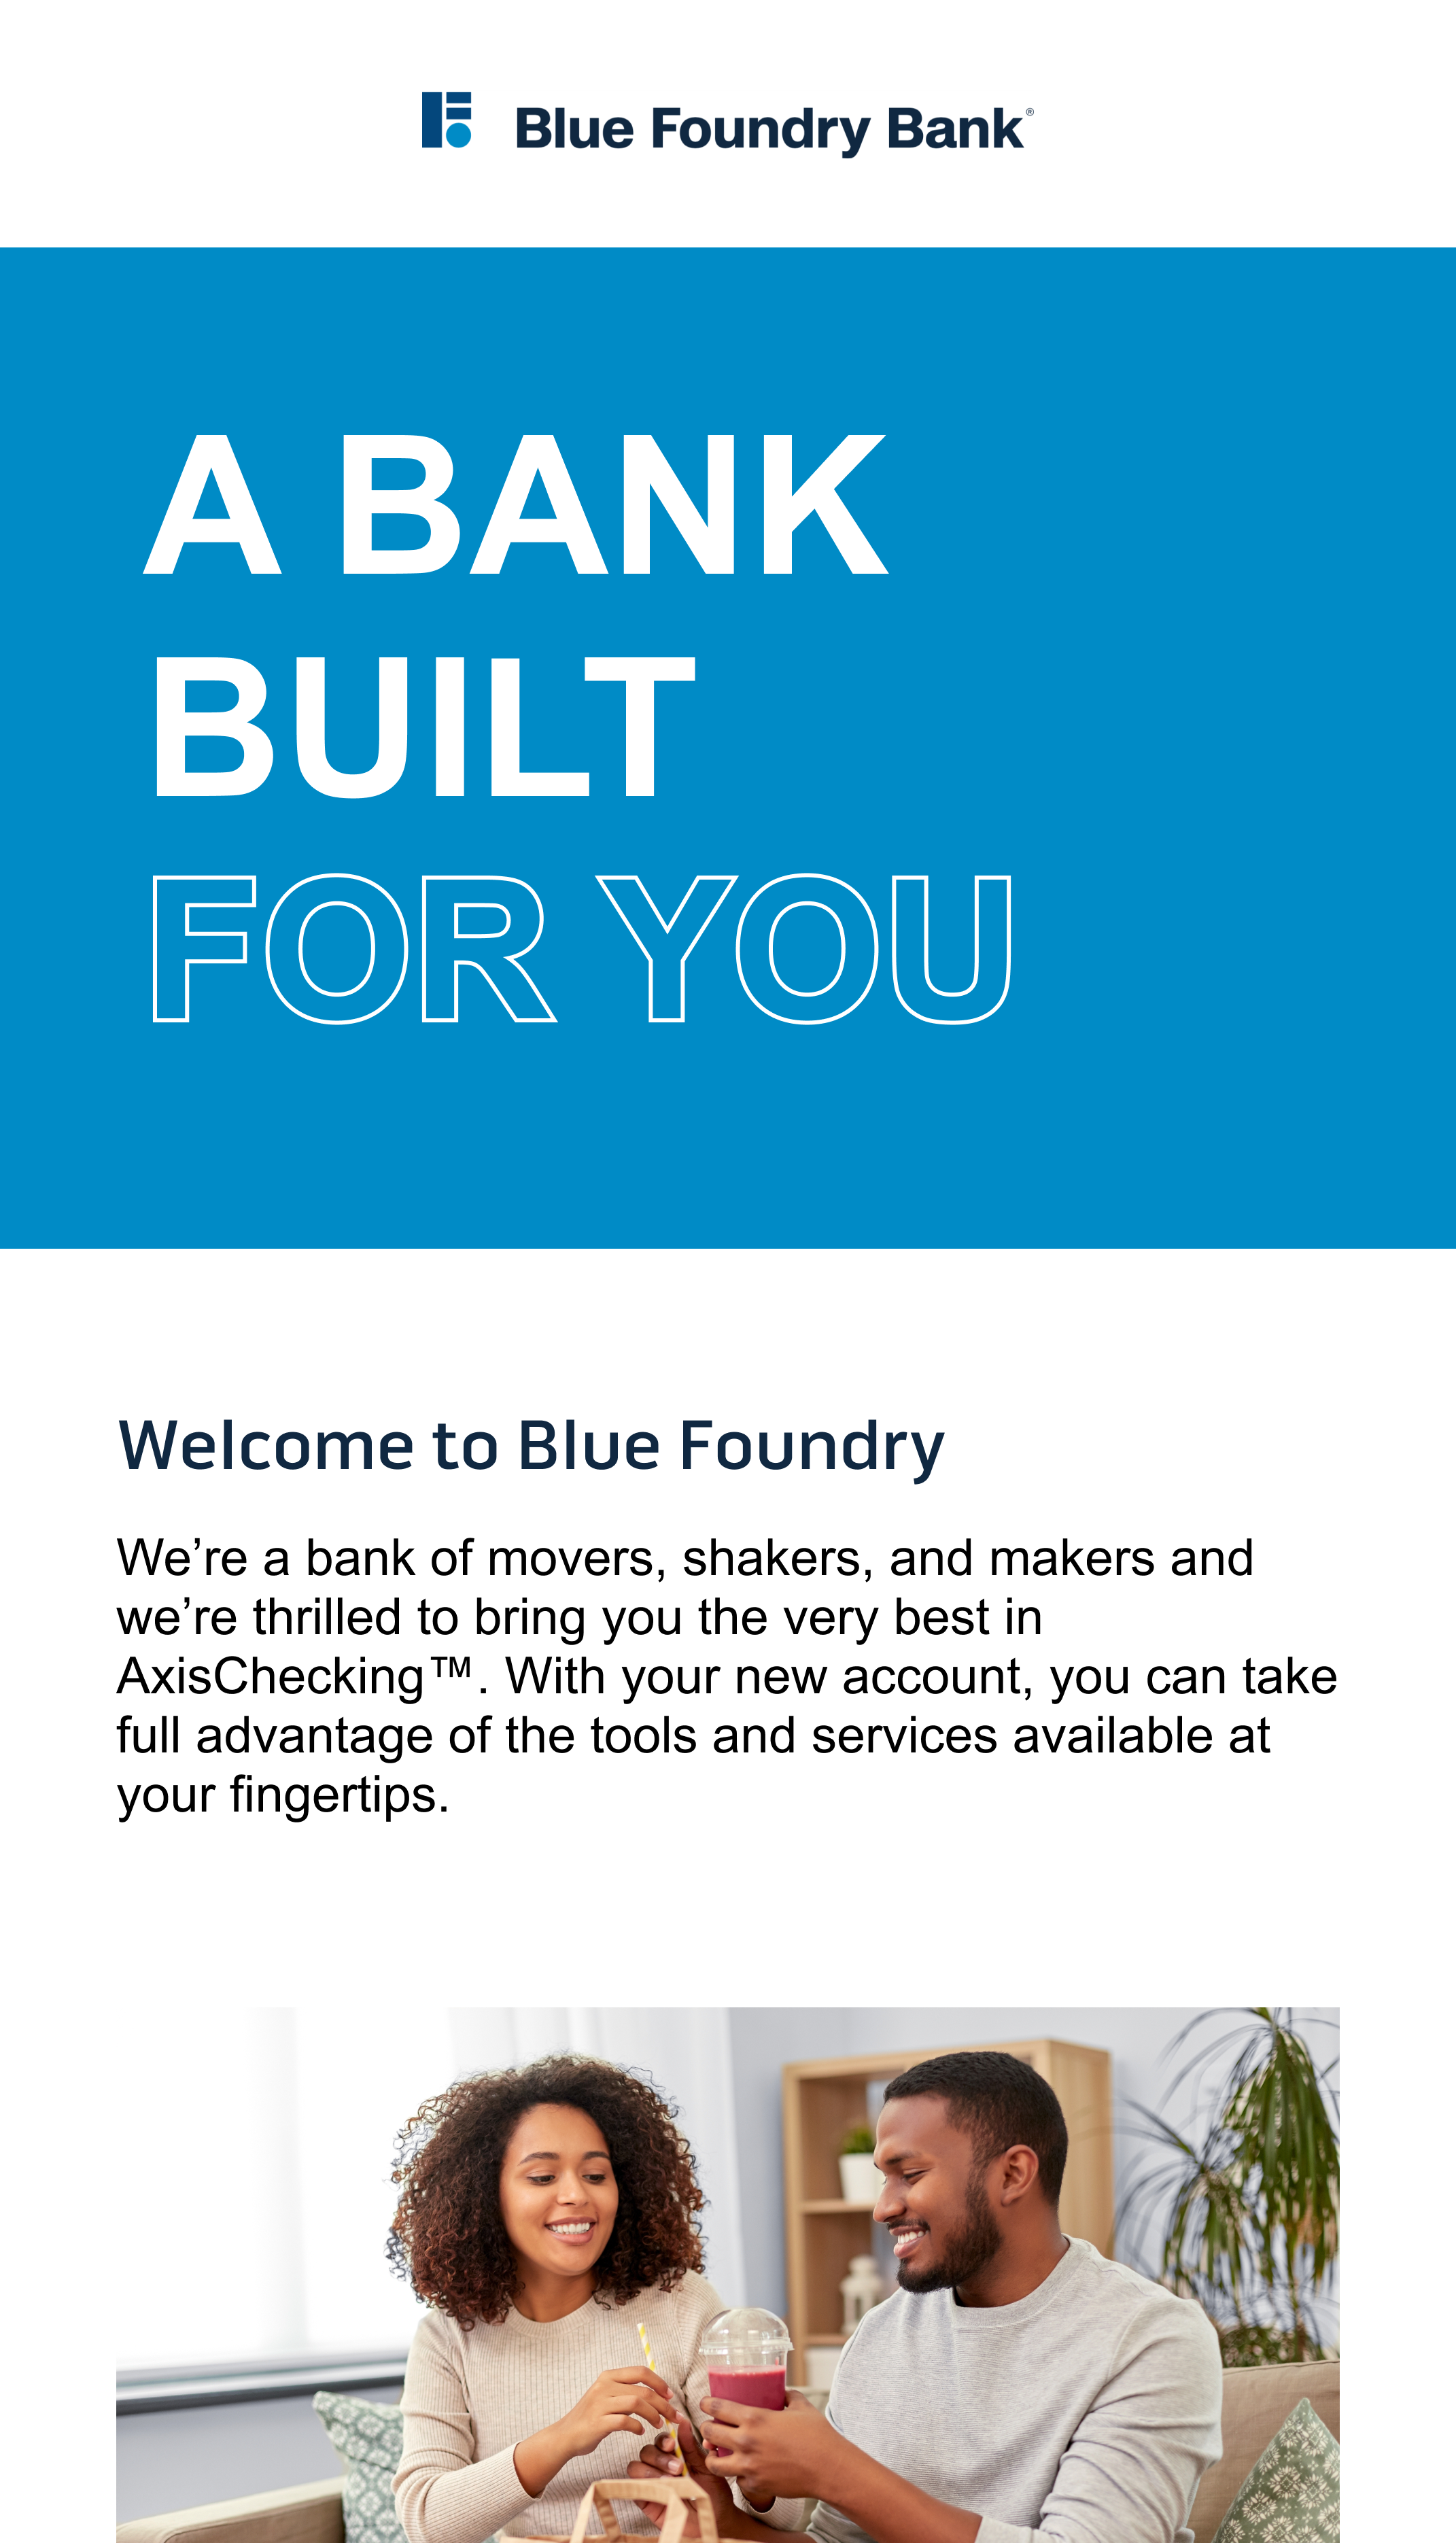 Blue Foundry Bank®
A BANK
BUILT
FOR YOU
Welcome to Blue Foundry
We’re a bank of movers, shakers, and makers and
we’re thrilled to bring you the very best in
AxisChecking™. With your new account, you can take
full advantage of the tools and services available at
your fingertips.